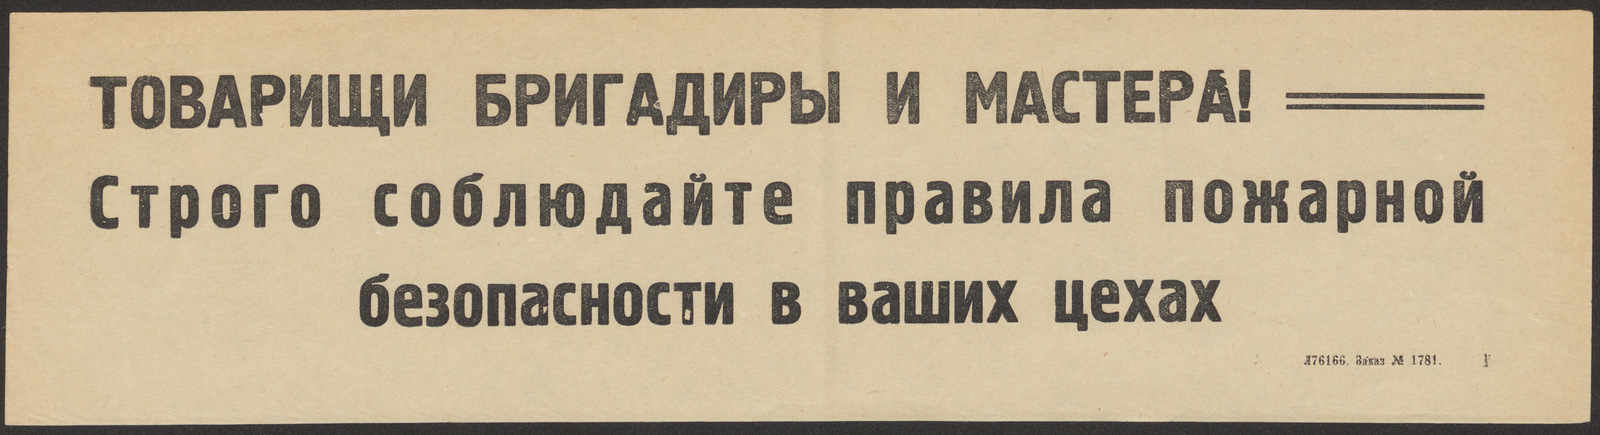 ТОВАРИЩИ БРИГАДИРЫ И МАСТЕРА!
Строго соблюдайте правила пожарной
безопасности в ваших цехах
Л76166. Заказ № 1781.